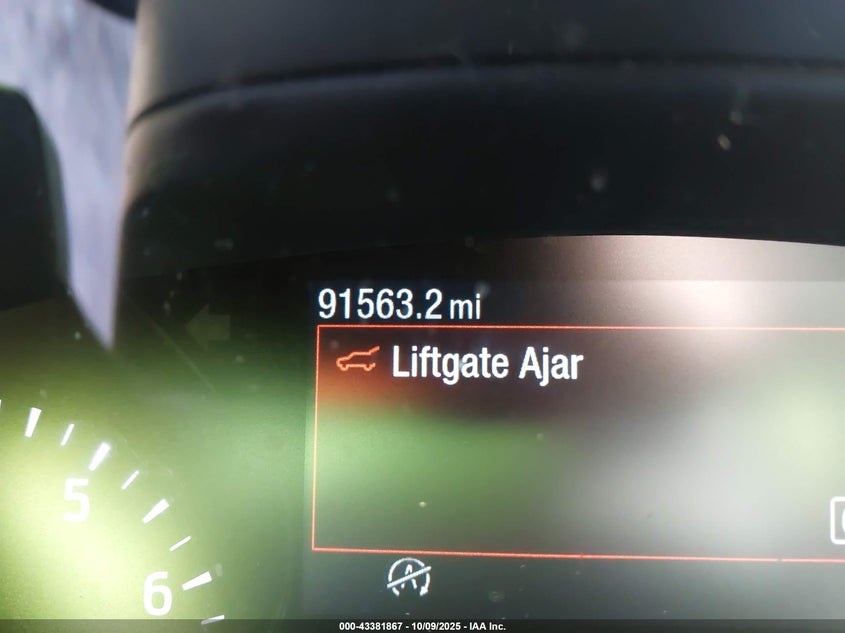 91563.2 mi
Liftgate Ajar
5
6
000-43381867 - 10/09/2025 - IAA Inc.